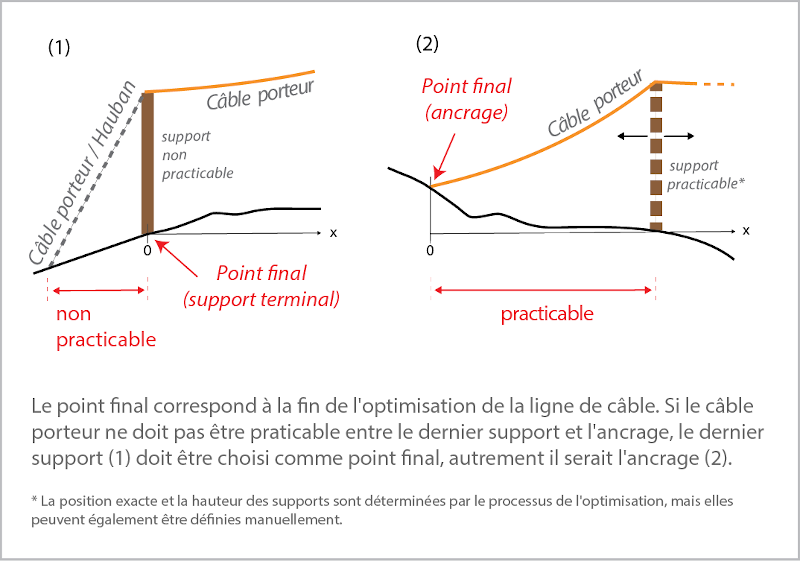 (1)
Câble porteur
Câble porteur / Hauban
support
non
practicable
x
0
Point final
(support terminal)
non
practicable
(2)
Point final
(ancrage)
Câble porteur
support
practicable*
x
0
practicable
Le point final correspond à la fin de l'optimisation de la ligne de câble. Si le câble
porteur ne doit pas être praticable entre le dernier support et l'ancrage, le dernier
support (1) doit être choisi comme point final, autrement il serait l'ancrage (2).
* La position exacte et la hauteur des supports sont déterminées par le processus de l'optimisation, mais elles
peuvent également être définies manuellement.